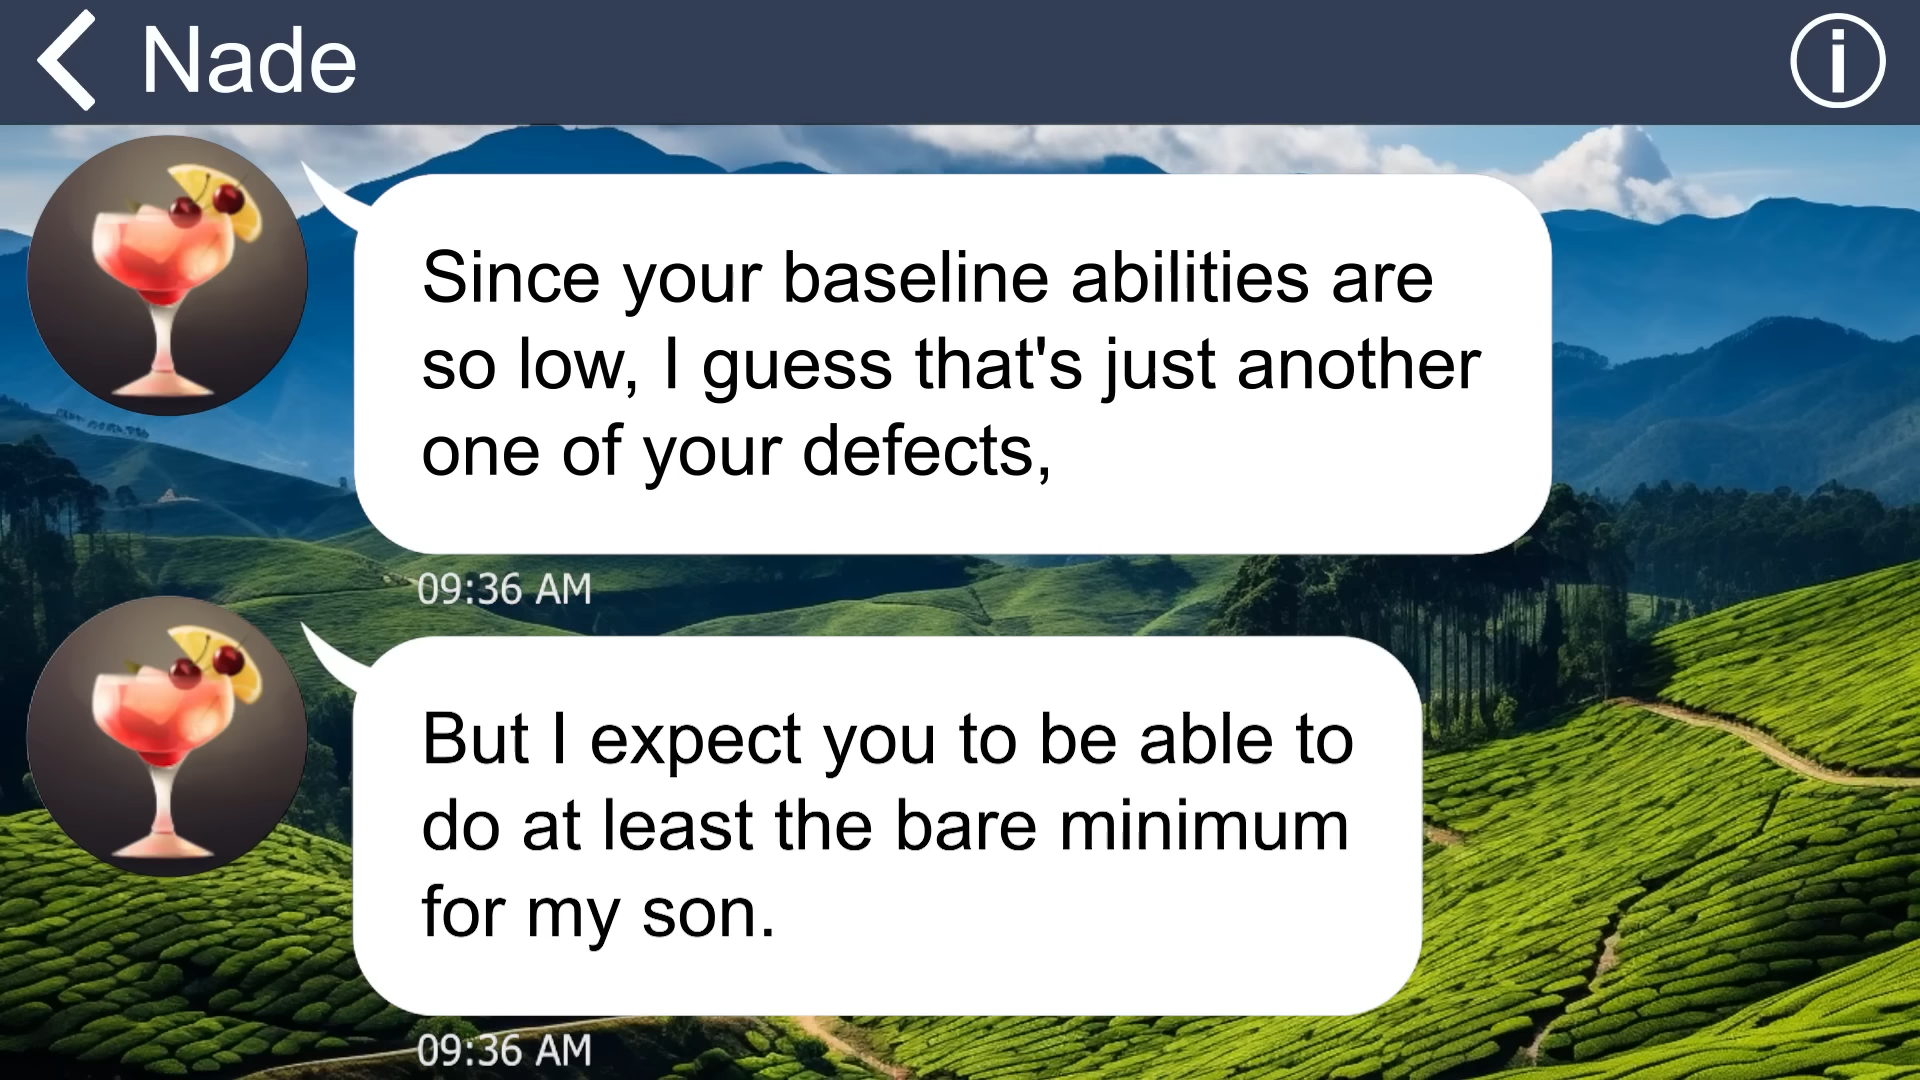 Nade
Since your baseline abilities are
so low, I guess that's just another
one of your defects,
09:36 AM
But I expect you to be able to
do at least the bare minimum
for my son.
09:36 AM